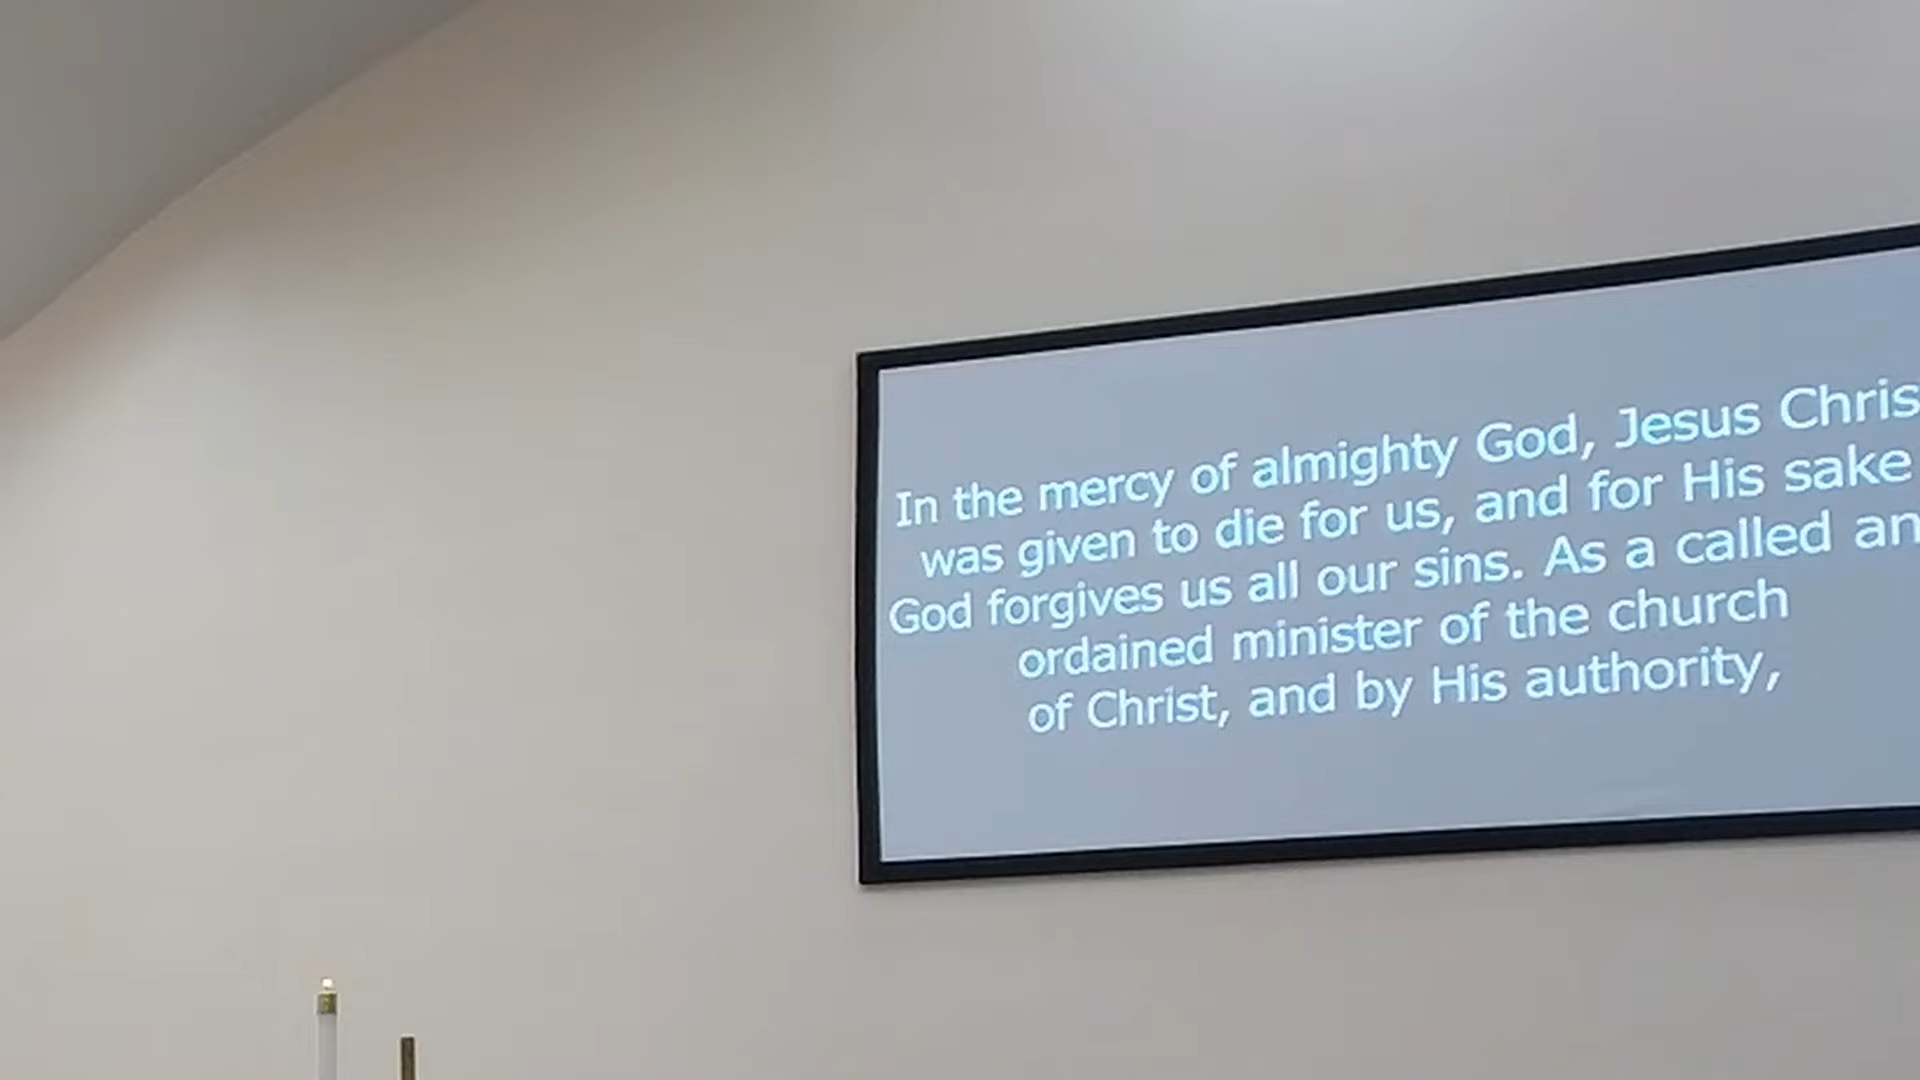 In the mercy of almighty God, Jesus Chris
was given to die for us, and for His sake
God forgives us all our sins. As a called an
ordained minister of the church
of Christ, and by His authority,